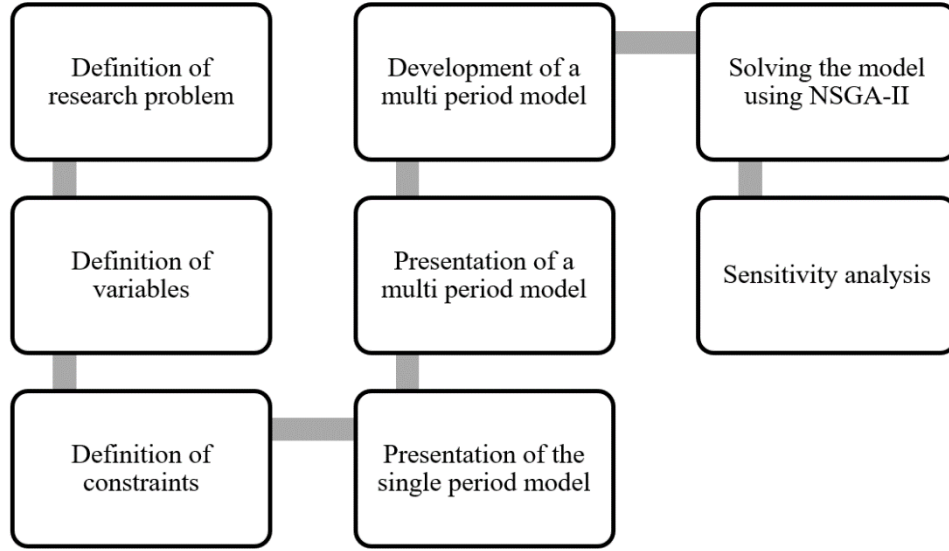 Definition of
research problem
Definition of
variables
Definition of
constraints
Presentation of the
single period model
Presentation of a
multi period model
Development of a
multi period model
Solving the model
using NSGA-II
Sensitivity analysis